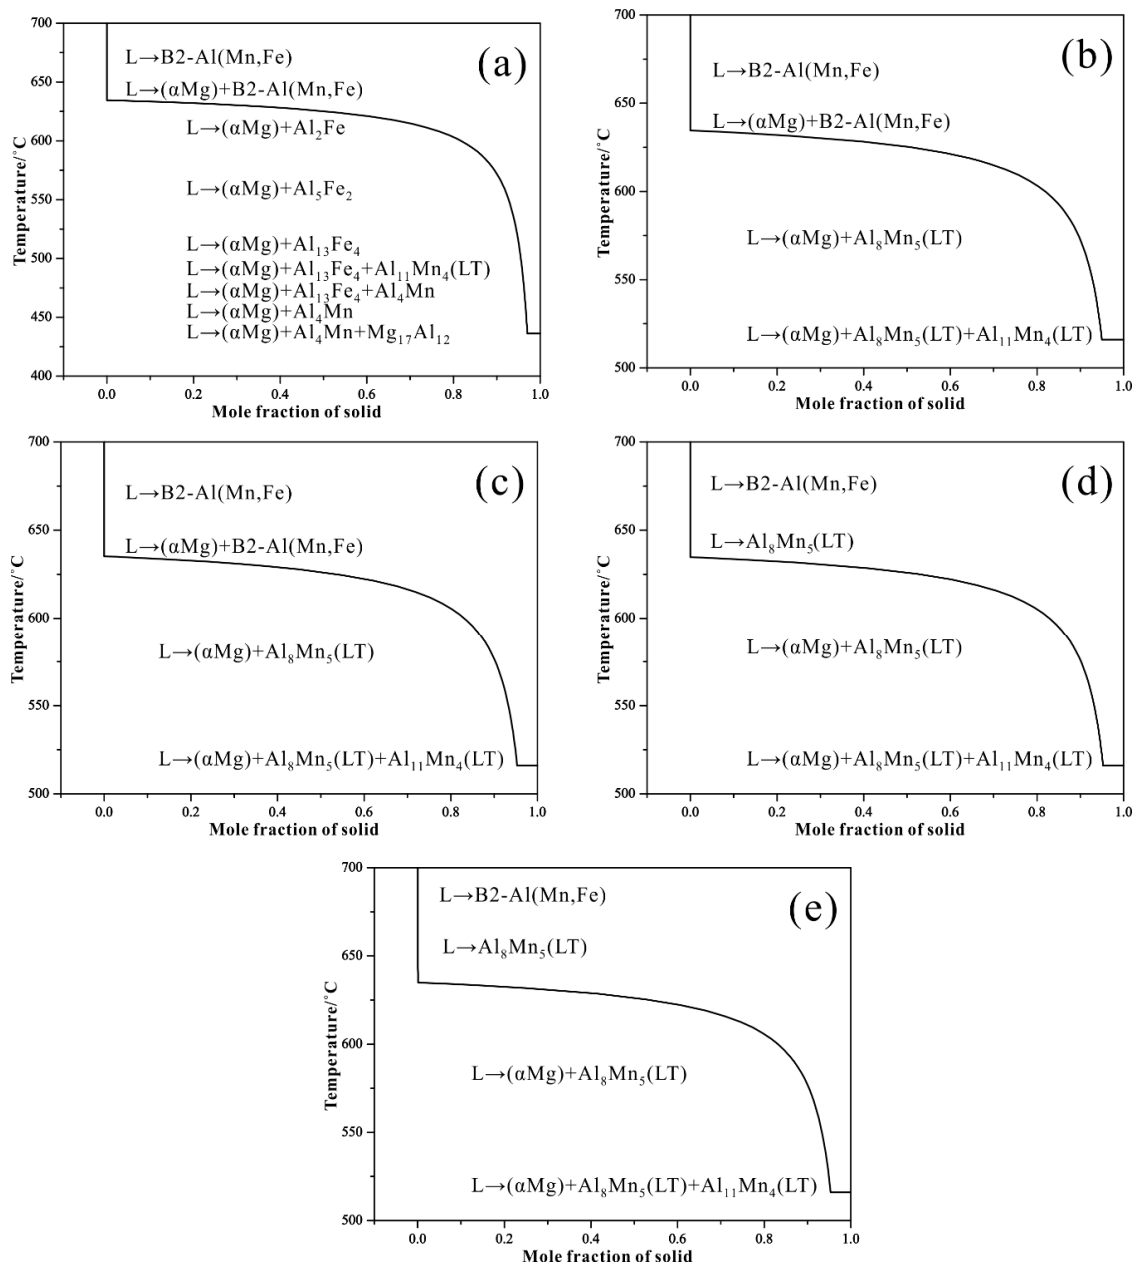 (a)
700
650
600
550
500
450
400
Temperature/°C
L→B2-Al(Mn,Fe)
L→(αMg)+B2-Al(Mn,Fe)
L→(αMg)+Al₂Fe
L→(αMg)+Al₅Fe₂
L→(αMg)+Al₁₃Fe₄
L→(αMg)+Al₁₃Fe₄+Al₁₁Mn₄(LT)
L→(αMg)+Al₁₃Fe₄+Al₄Mn
L→(αMg)+Al₄Mn
L→(αMg)+Al₄Mn+Mg₁₇Al₁₂
0.0 0.2 0.4 0.6 0.8 1.0
Mole fraction of solid
(b)
700
650
600
550
500
Temperature/°C
L→B2-Al(Mn,Fe)
L→(αMg)+B2-Al(Mn,Fe)
L→(αMg)+Al₈Mn₅(LT)
L→(αMg)+Al₈Mn₅(LT)+Al₁₁Mn₄(LT)
0.0 0.2 0.4 0.6 0.8 1.0
Mole fraction of solid
(c)
700
650
600
550
500
Temperature/°C
L→B2-Al(Mn,Fe)
L→(αMg)+B2-Al(Mn,Fe)
L→(αMg)+Al₈Mn₅(LT)
L→(αMg)+Al₈Mn₅(LT)+Al₁₁Mn₄(LT)
0.0 0.2 0.4 0.6 0.8 1.0
Mole fraction of solid
(d)
700
650
600
550
500
Temperature/°C
L→B2-Al(Mn,Fe)
L→Al₈Mn₅(LT)
L→(αMg)+Al₈Mn₅(LT)
L→(αMg)+Al₈Mn₅(LT)+Al₁₁Mn₄(LT)
0.0 0.2 0.4 0.6 0.8 1.0
Mole fraction of solid
(e)
700
650
600
550
500
Temperature/°C
L→B2-Al(Mn,Fe)
L→Al₈Mn₅(LT)
L→(αMg)+Al₈Mn₅(LT)
L→(αMg)+Al₈Mn₅(LT)+Al₁₁Mn₄(LT)
0.0 0.2 0.4 0.6 0.8 1.0
Mole fraction of solid